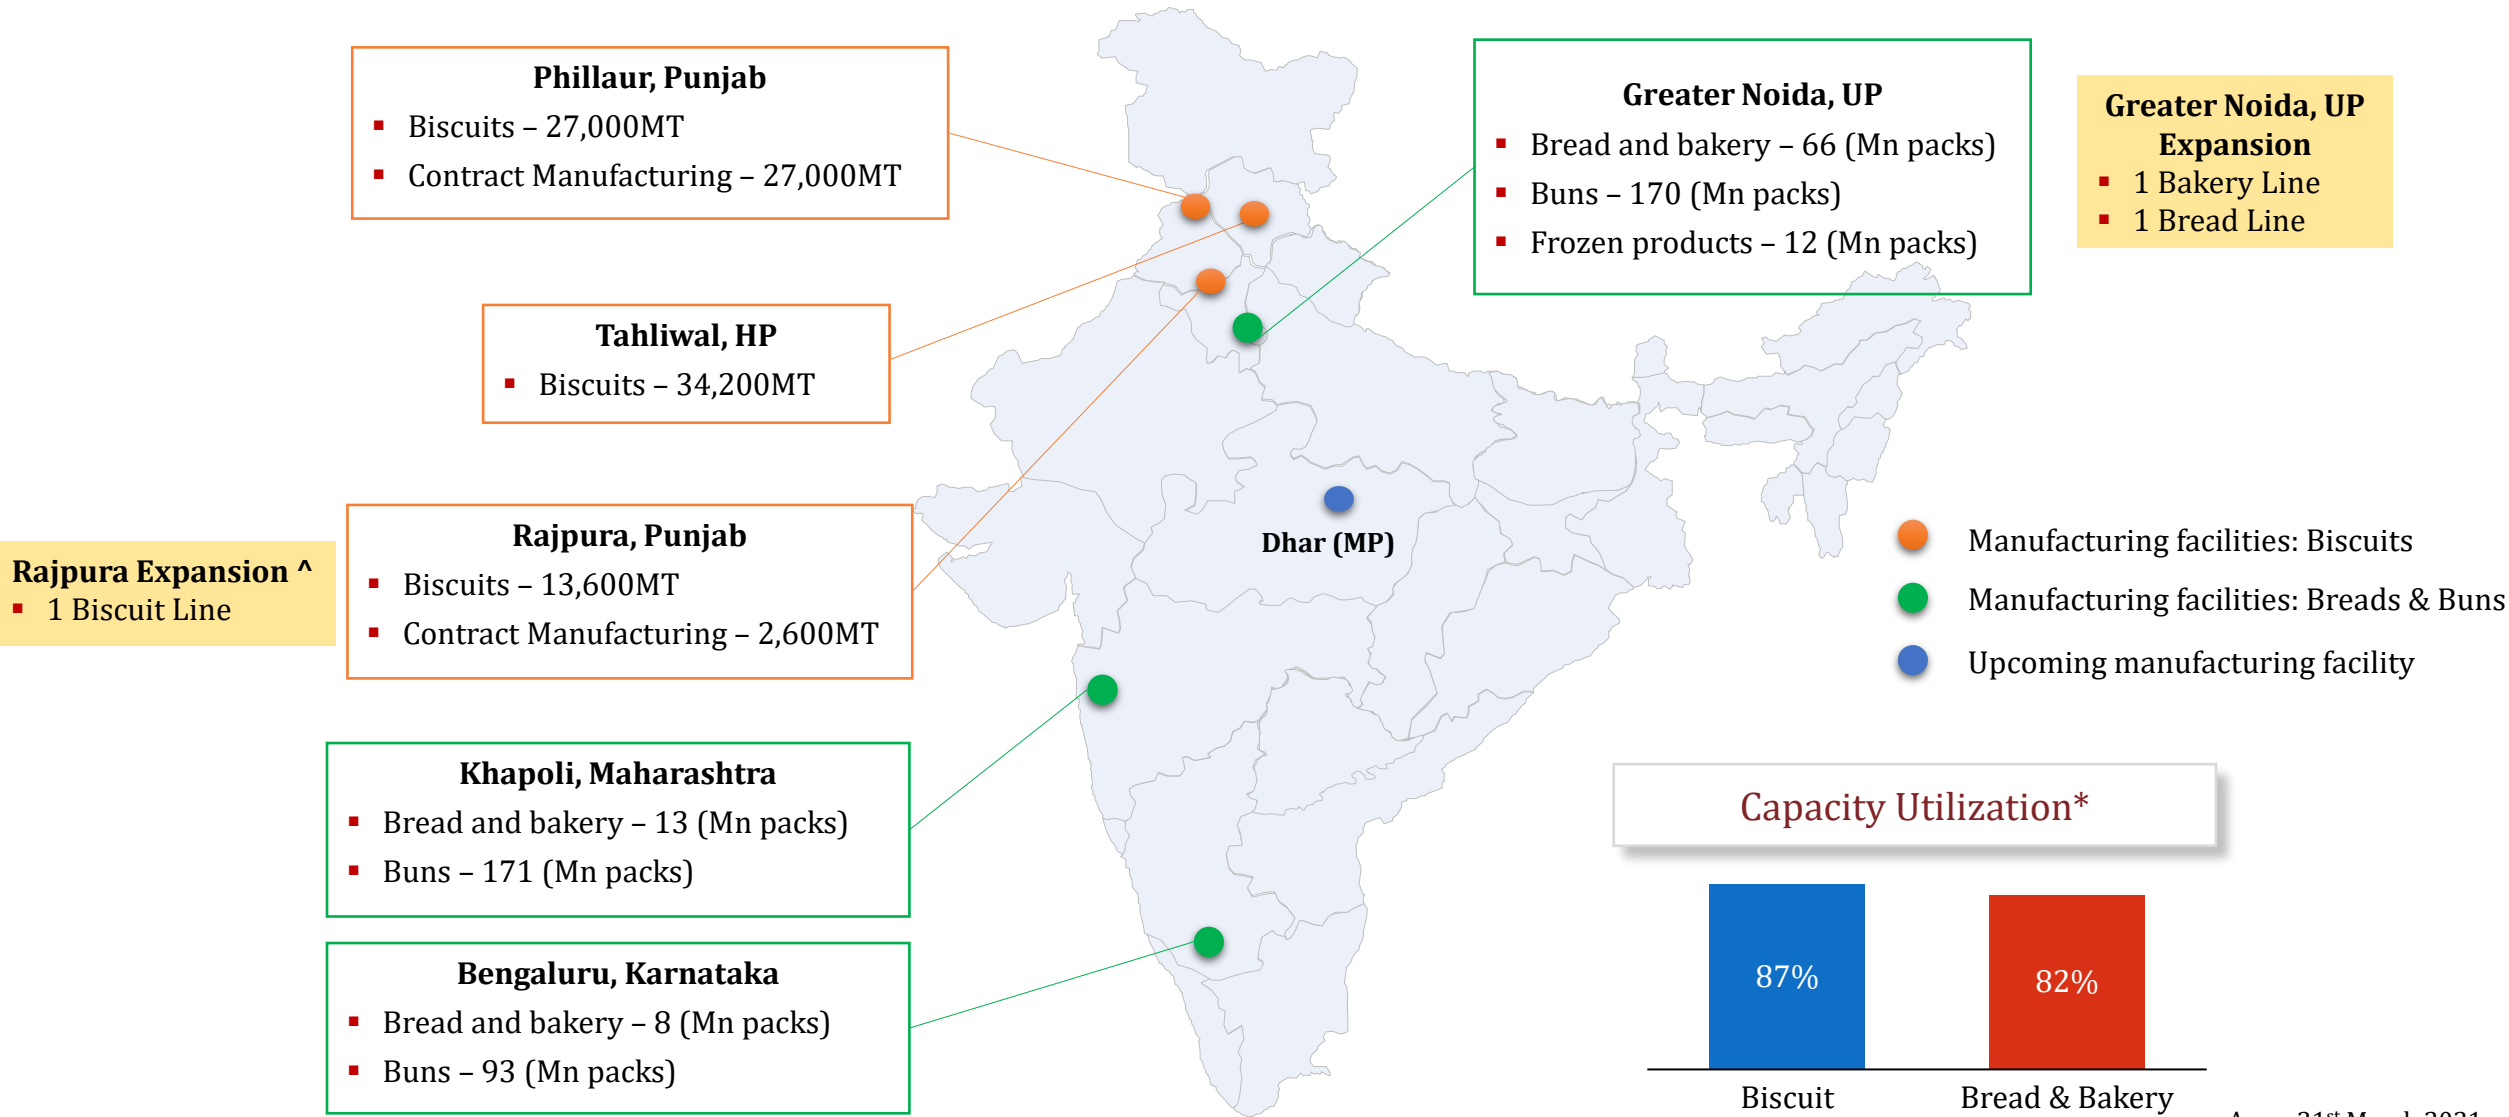 Phillaur, Punjab
▪ Biscuits – 27,000MT
▪ Contract Manufacturing – 27,000MT
Greater Noida, UP
▪ Bread and bakery – 66 (Mn packs)
▪ Buns – 170 (Mn packs)
▪ Frozen products – 12 (Mn packs)
Greater Noida, UP
Expansion
▪ 1 Bakery Line
▪ 1 Bread Line
Tahliwal, HP
▪ Biscuits – 34,200MT
Rajpura Expansion ^
▪ 1 Biscuit Line
Rajpura, Punjab
▪ Biscuits – 13,600MT
▪ Contract Manufacturing – 2,600MT
Dhar (MP)
Manufacturing facilities: Biscuits
Manufacturing facilities: Breads & Buns
Upcoming manufacturing facility
Khapoli, Maharashtra
▪ Bread and bakery – 13 (Mn packs)
▪ Buns – 171 (Mn packs)
Bengaluru, Karnataka
▪ Bread and bakery – 8 (Mn packs)
▪ Buns – 93 (Mn packs)
Capacity Utilization*
87%
82%
Biscuit
Bread & Bakery